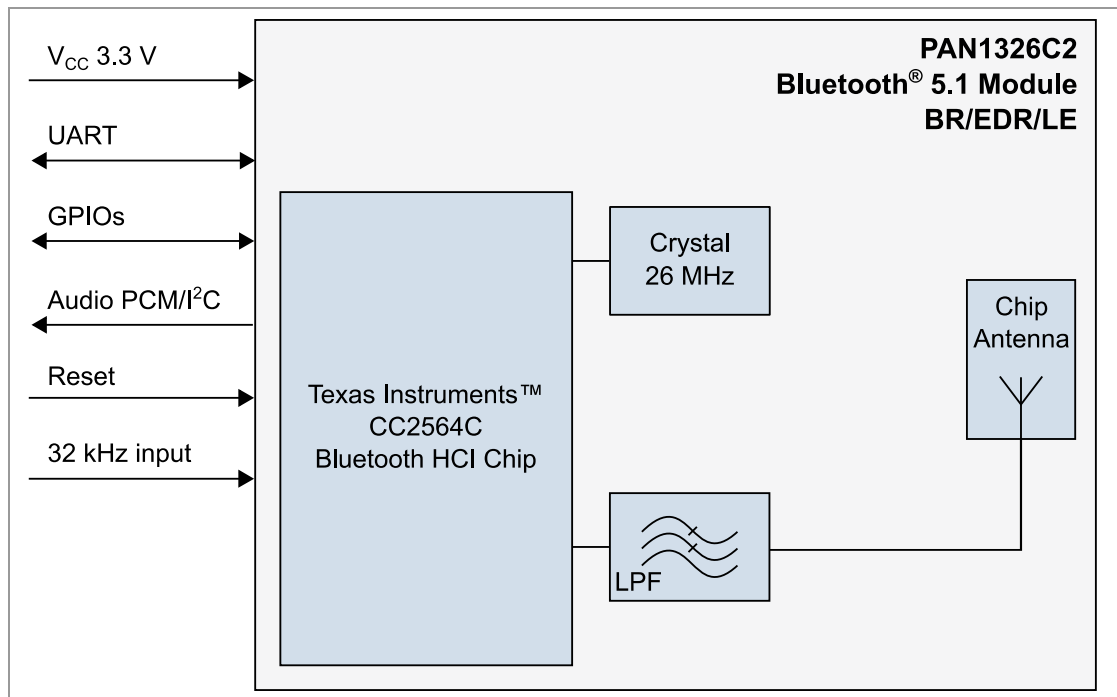 V_CC 3.3 V
UART
GPIOs
Audio PCM/I²C
Reset
32 kHz input
PAN1326C2
Bluetooth® 5.1 Module
BR/EDR/LE
Texas Instruments™
CC2564C
Bluetooth HCI Chip
Crystal
26 MHz
LPF
Chip
Antenna